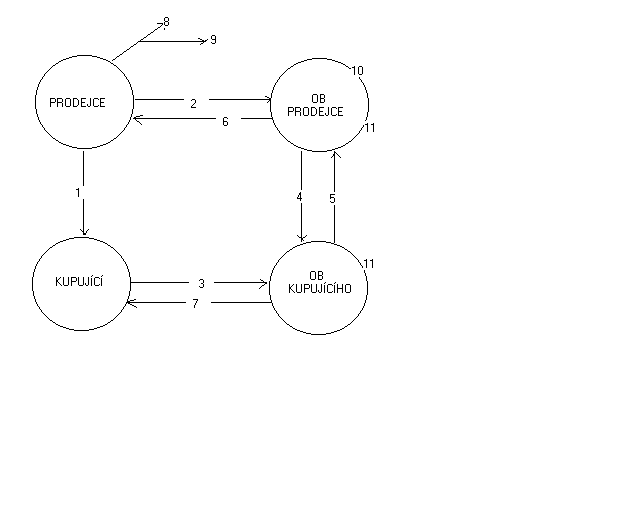 8
9
PRODEJCE
2
6
10
OB
PRODEJCE
11
1
4
5
KUPUJÍCÍ
3
7
11
OB
KUPUJÍCÍHO